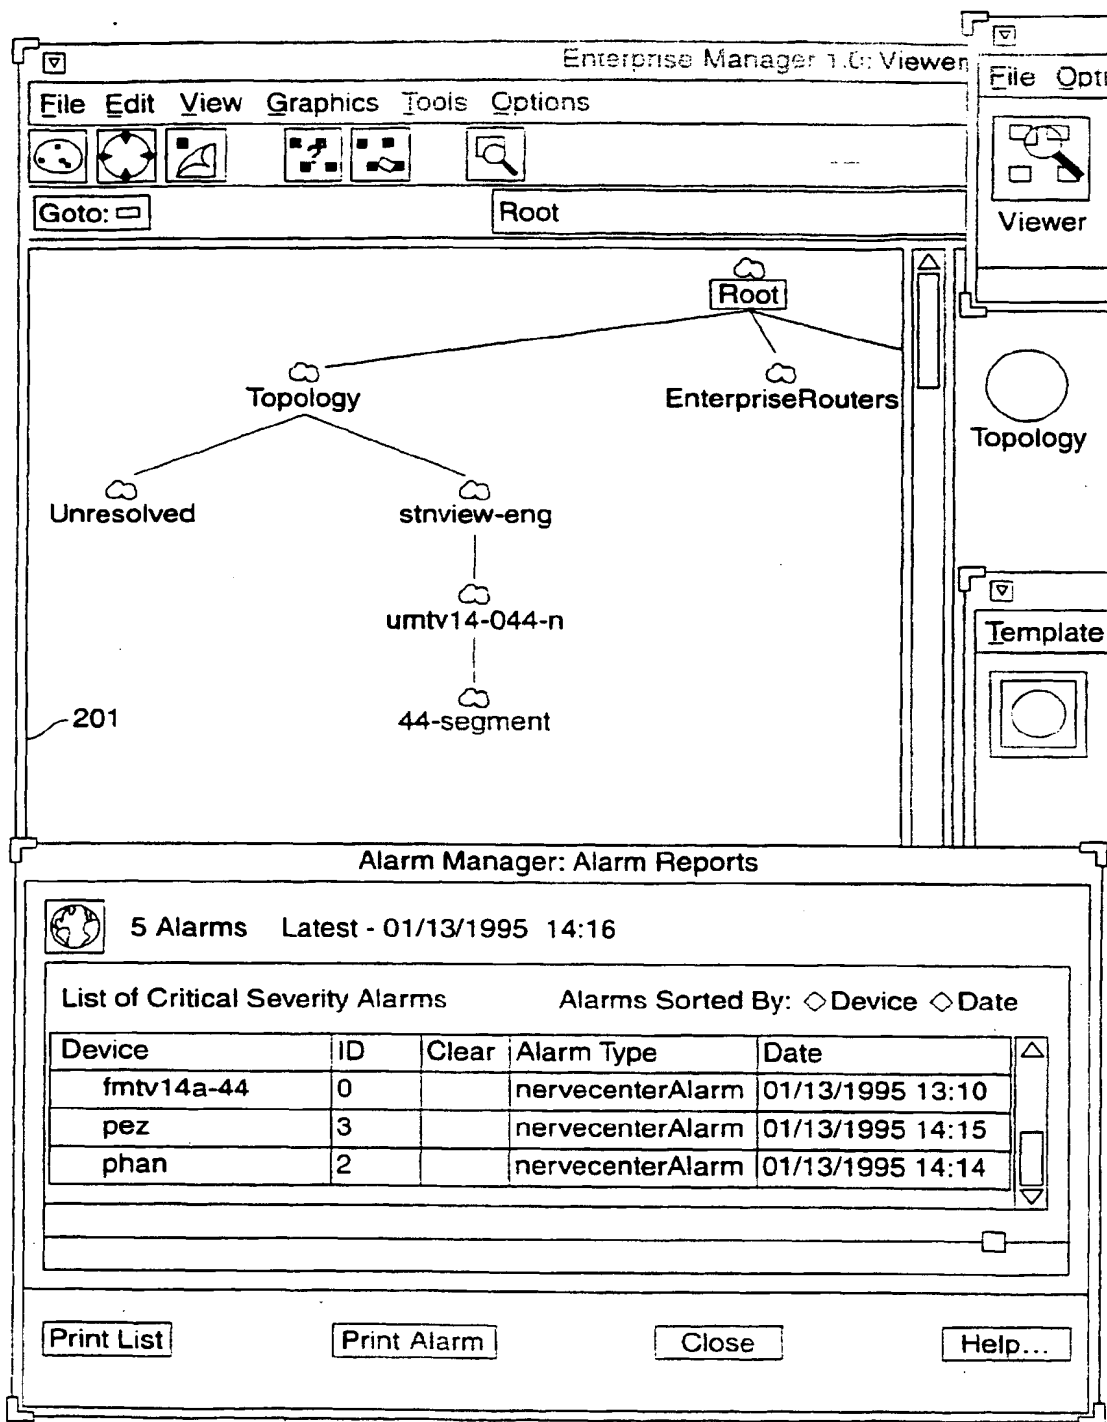 Enterprise Manager 1.0: Viewer
File Edit View Graphics Tools Options
Goto:
Root
File Opti
Viewer
Root
Topology
EnterpriseRouters
Topology
Unresolved
stnview-eng
umtv14-044-n
Template
44-segment
201
Alarm Manager: Alarm Reports
5 Alarms Latest - 01/13/1995 14:16
List of Critical Severity Alarms Alarms Sorted By: Device Date
Device ID Clear Alarm Type Date
fmtv14a-44 0 nervecenterAlarm 01/13/1995 13:10
pez 3 nervecenterAlarm 01/13/1995 14:15
phan 2 nervecenterAlarm 01/13/1995 14:14
Print List Print Alarm Close Help...